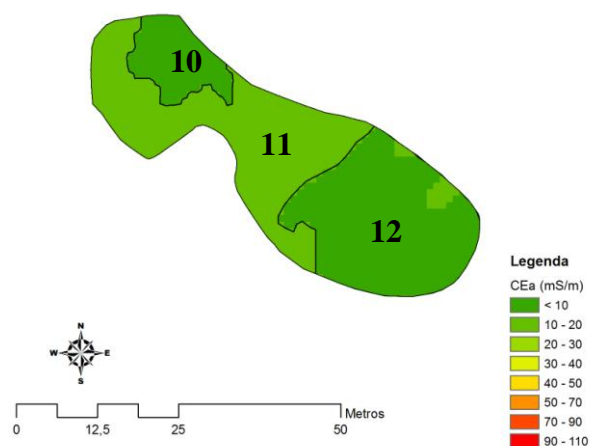 10
11
12
Legenda
CEa (mS/m)
< 10
10 - 20
20 - 30
30 - 40
40 - 50
50 - 70
70 - 90
90 - 110
N
W E
S
Metros
0 12,5 25 50